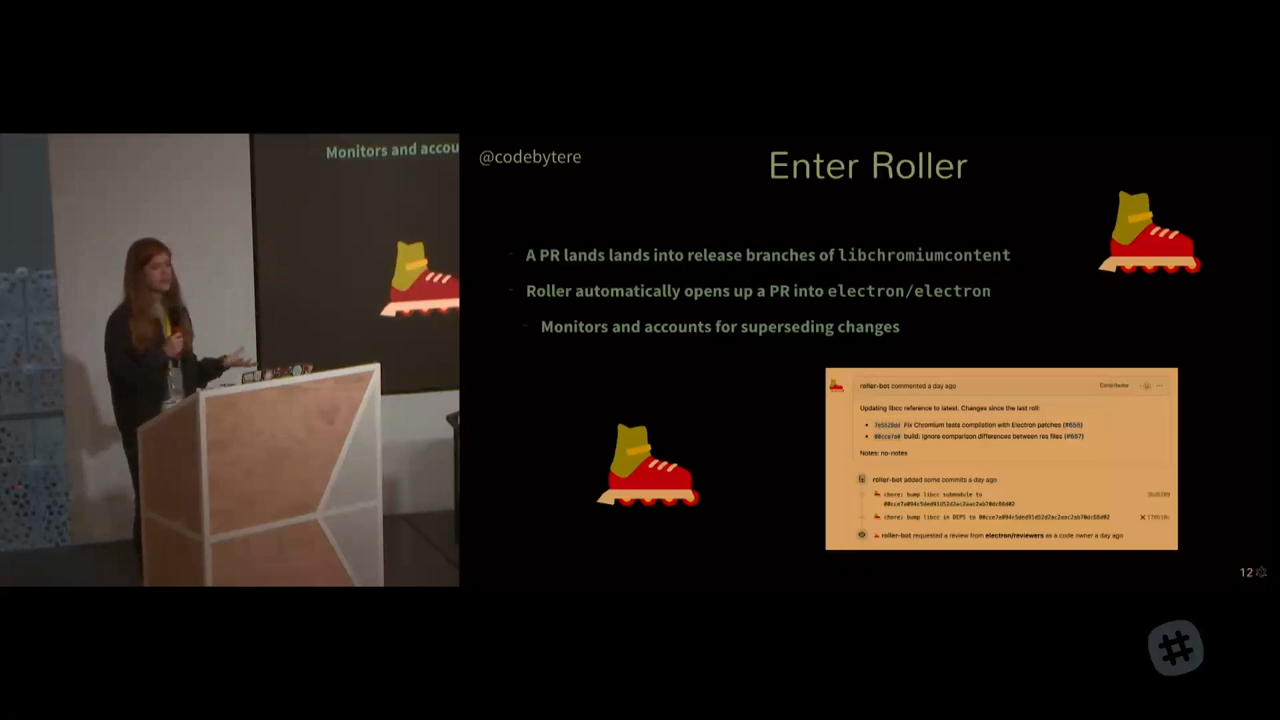 Monitors and accou
@codebytere
Enter Roller
- A PR lands lands into release branches of libchromiumcontent
- Roller automatically opens up a PR into electron/electron
- Monitors and accounts for superseding changes
roller-bot commented a day ago
Contributor
Updating libcc reference to latest. Changes since the last roll:
Fix Chromium tests compilation with Electron patches (#656)
00cce7a0 build: ignore comparison differences between res files (#657)
Notes: no-notes
roller-bot added some commits a day ago
chore: bump libcc submodule to
chore: bump libcc in DEPS to
roller-bot requested a review from electron/reviewers as a code owner a day ago
12